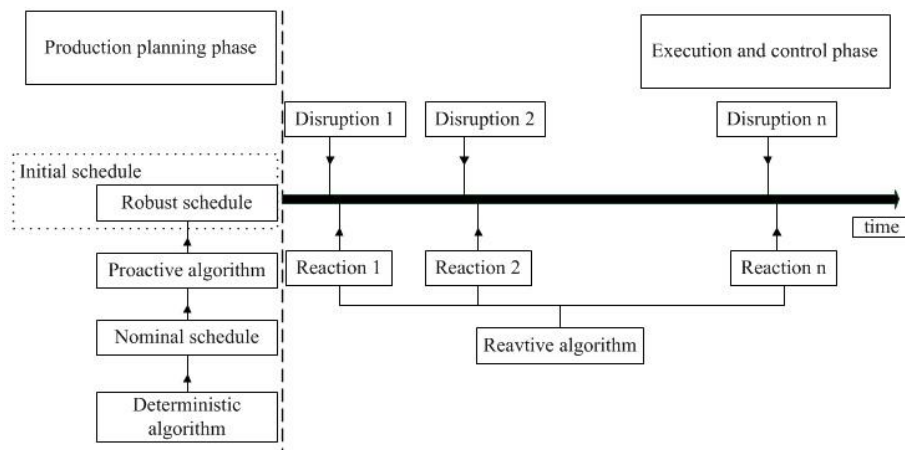 Production planning phase
Execution and control phase
Disruption 1
Disruption 2
Disruption n
Initial schedule
Robust schedule
time
Proactive algorithm
Reaction 1
Reaction 2
Reaction n
Nominal schedule
Reavtive algorithm
Deterministic
algorithm